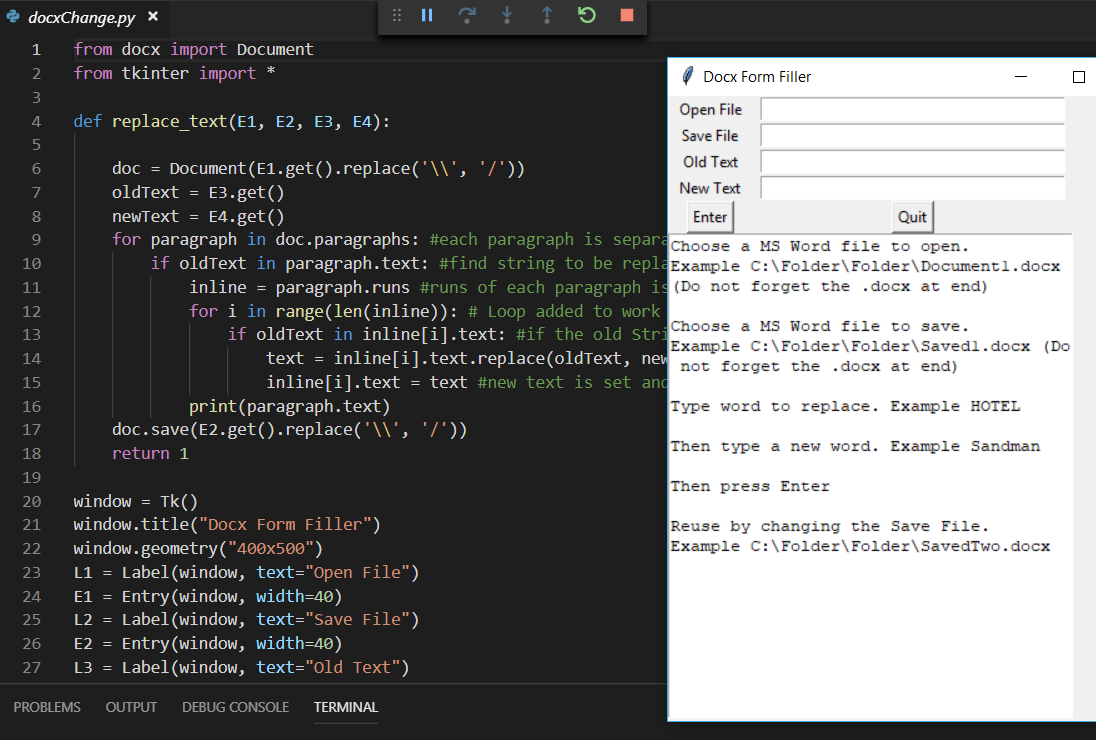 docxChange.py
1 from docx import Document
2 from tkinter import *
3
4 def replace_text(E1, E2, E3, E4):
5
6 doc = Document(E1.get().replace('\\', '/'))
7 oldText = E3.get()
8 newText = E4.get()
9 for paragraph in doc.paragraphs: #each paragraph is separa
10 if oldText in paragraph.text: #find string to be repla
11 inline = paragraph.runs #runs of each paragraph is
12 for i in range(len(inline)): # Loop added to work
13 if oldText in inline[i].text: #if the old Stri
14 text = inline[i].text.replace(oldText, new
15 inline[i].text = text #new text is set and
16 print(paragraph.text)
17 doc.save(E2.get().replace('\\', '/'))
18 return 1
19
20 window = Tk()
21 window.title("Docx Form Filler")
22 window.geometry("400x500")
23 L1 = Label(window, text="Open File")
24 E1 = Entry(window, width=40)
25 L2 = Label(window, text="Save File")
26 E2 = Entry(window, width=40)
27 L3 = Label(window, text="Old Text")
PROBLEMS OUTPUT DEBUG CONSOLE TERMINAL
Docx Form Filler
Open File
Save File
Old Text
New Text
Enter Quit
Choose a MS Word file to open.
Example C:\Folder\Folder\Document1.docx
(Do not forget the .docx at end)
Choose a MS Word file to save.
Example C:\Folder\Folder\Saved1.docx (Do
not forget the .docx at end)
Type word to replace. Example HOTEL
Then type a new word. Example Sandman
Then press Enter
Reuse by changing the Save File.
Example C:\Folder\Folder\SavedTwo.docx